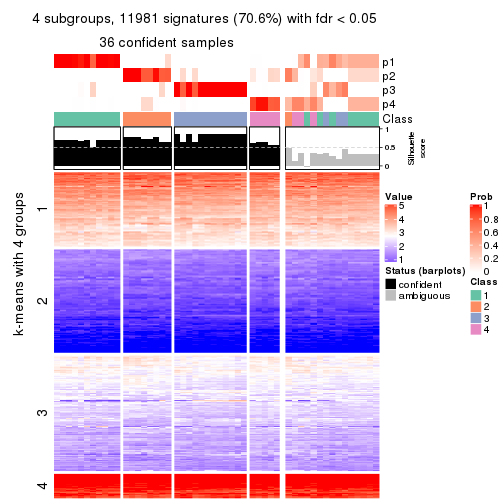 4 subgroups, 11981 signatures (70.6%) with fdr < 0.05
36 confident samples
p1
p2
p3
p4
Class
1
0.5
0
Silhouette
score
k-means with 4 groups
1
2
3
4
Value
5
4
3
2
1
Status (barplots)
confident
ambiguous
Prob
1
0.8
0.6
0.4
0.2
0
Class
1
2
3
4